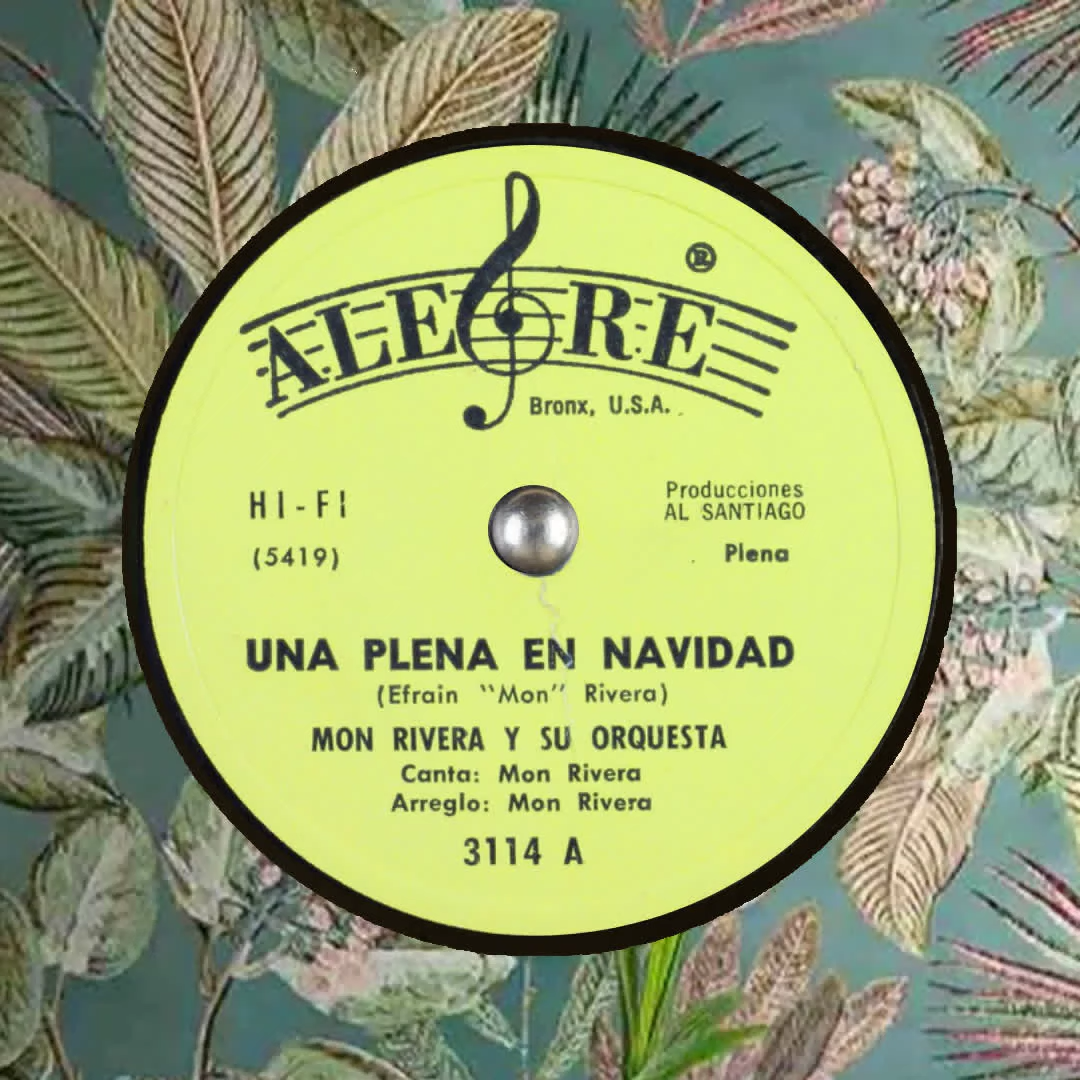 ALEGRE ®
Bronx, U.S.A.
HI-FI
(5419)
Producciones
AL SANTIAGO
Plena
UNA PLENA EN NAVIDAD
(Efrain "Mon" Rivera)
MON RIVERA Y SU ORQUESTA
Canta: Mon Rivera
Arreglo: Mon Rivera
3114 A